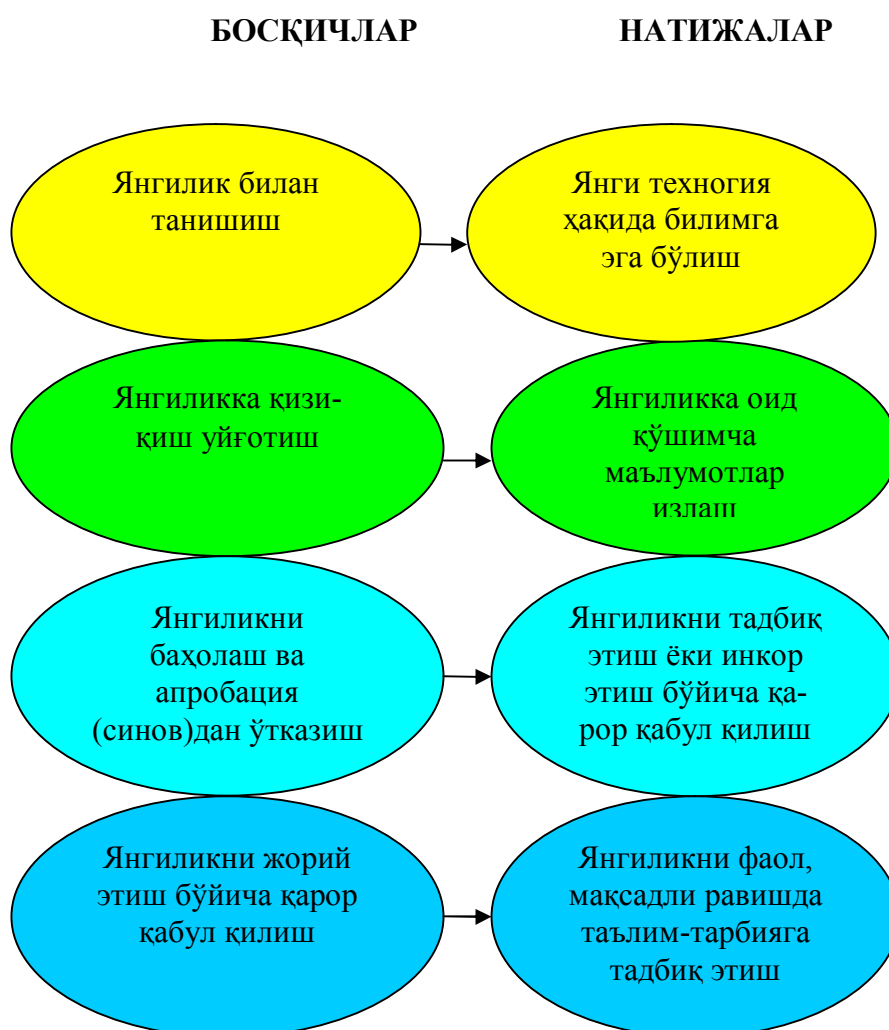 БОСҚИЧЛАР НАТИЖАЛАР
Янгилик билан
танишиш
Янги техногия
ҳақида билимга
эга бўлиш
Янгиликка қизи-
қиш уйғотиш
Янгиликка оид
қўшимча
маълумотлар
излаш
Янгиликни
баҳолаш ва
апробация
(синов)дан ўтказиш
Янгиликни тадбиқ
этиш ёки инкор
этиш бўйича қа-
рор қабул қилиш
Янгиликни жорий
этиш бўйича қарор
қабул қилиш
Янгиликни фаол,
мақсадли равишда
таълим-тарбияга
тадбиқ этиш